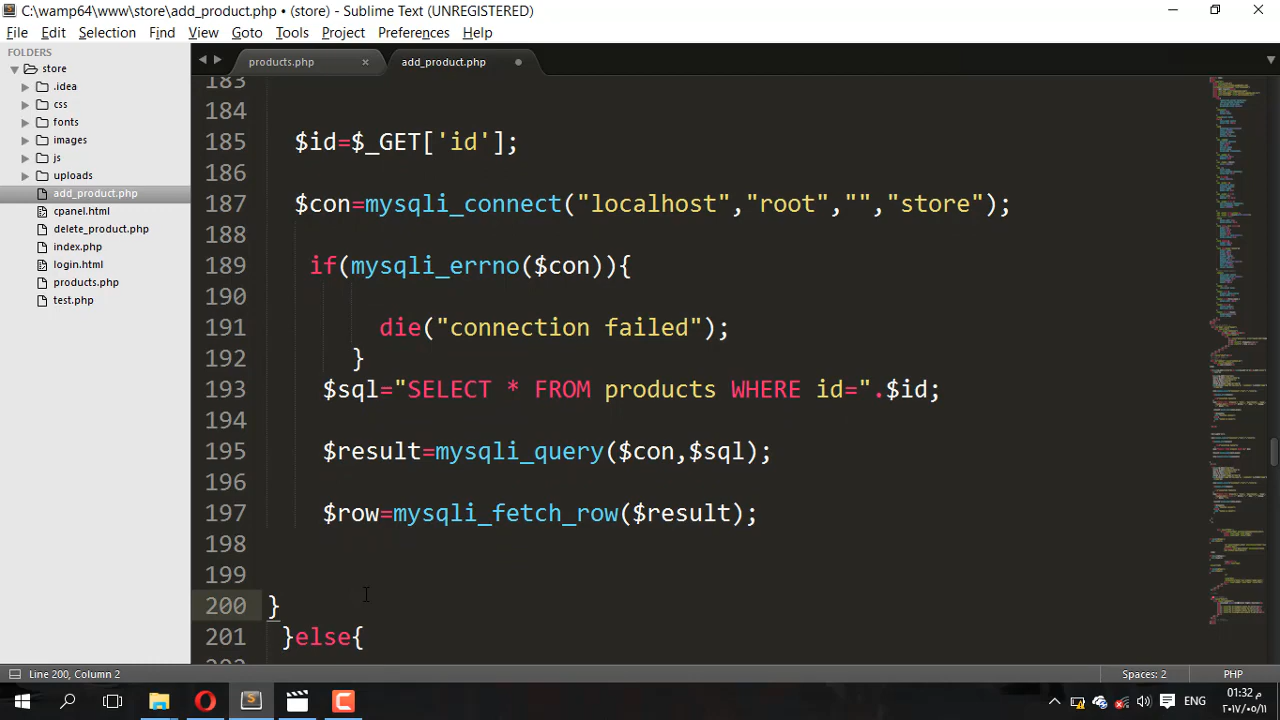 C:\wamp64\www\store\add_product.php • (store) - Sublime Text (UNREGISTERED)
File Edit Selection Find View Goto Tools Project Preferences Help
FOLDERS
store
.idea
css
fonts
images
js
uploads
add_product.php
cpanel.html
delete_product.php
index.php
login.html
products.php
test.php
products.php × add_product.php
183
184
185 $id=$_GET['id'];
186
187 $con=mysqli_connect("localhost","root","","store");
188
189 if(mysqli_errno($con)){
190
191 die("connection failed");
192 }
193 $sql="SELECT * FROM products WHERE id=".$id;
194
195 $result=mysqli_query($con,$sql);
196
197 $row=mysqli_fetch_row($result);
198
199
200 }
201 }else{
Line 200, Column 2 Spaces: 2 PHP
ENG
01:32 م